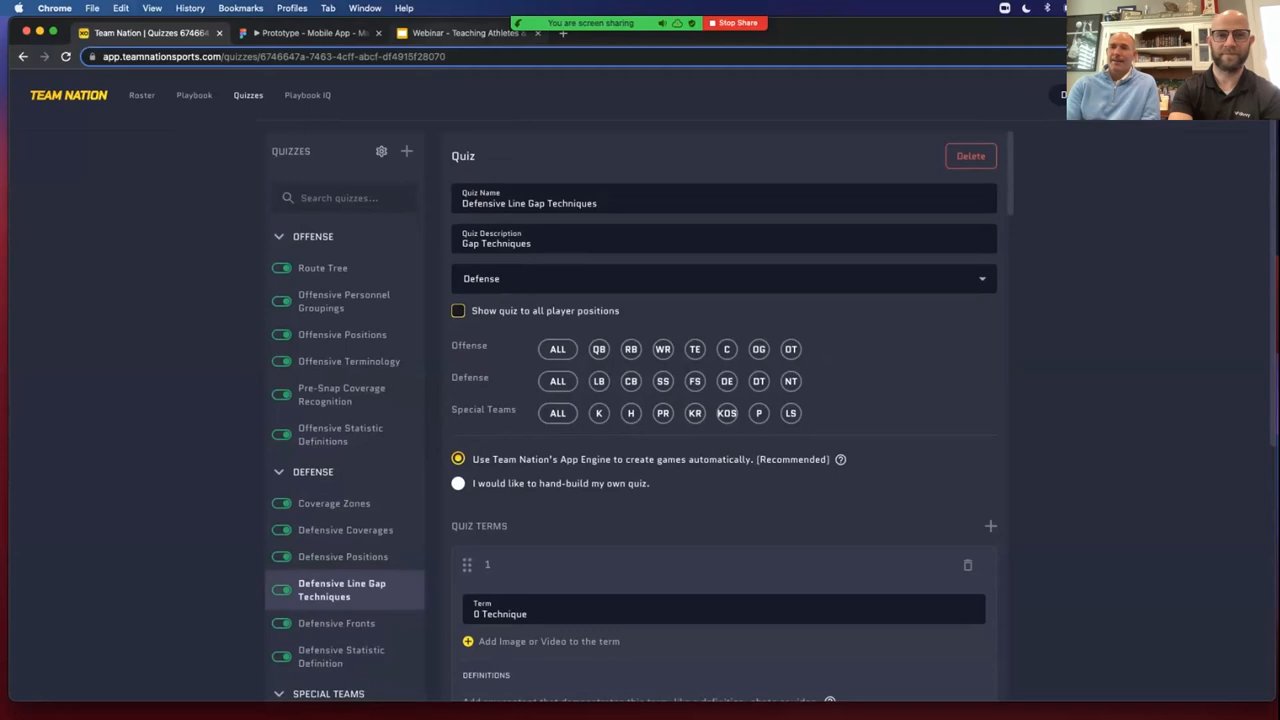 Chrome File Edit View History Bookmarks Profiles Tab Window Help
You are screen sharing Stop Share
Team Nation | Quizzes 67466
Prototype - Mobile App - M
Webinar - Teaching Athletes
app.teamnationsports.com/quizzes/6746647a-7463-4cff-abcf-df4915f28070
TEAM NATION Roster Playbook Quizzes Playbook IQ
QUIZZES
Search quizzes...
OFFENSE
Route Tree
Offensive Personnel
Groupings
Offensive Positions
Offensive Terminology
Pre-Snap Coverage
Recognition
Offensive Statistic
Definitions
DEFENSE
Coverage Zones
Defensive Coverages
Defensive Positions
Defensive Line Gap
Techniques
Defensive Fronts
Defensive Statistic
Definition
SPECIAL TEAMS
Quiz
Delete
Quiz Name
Defensive Line Gap Techniques
Quiz Description
Gap Techniques
Defense
Show quiz to all player positions
Offense ALL QB RB WR TE C OG OT
Defense ALL LB CB SS FS DE DT NT
Special Teams ALL K H PR KR KOS P LS
Use Team Nation's App Engine to create games automatically. [Recommended]
I would like to hand-build my own quiz.
QUIZ TERMS
1
Term
0 Technique
Add Image or Video to the term
DEFINITIONS